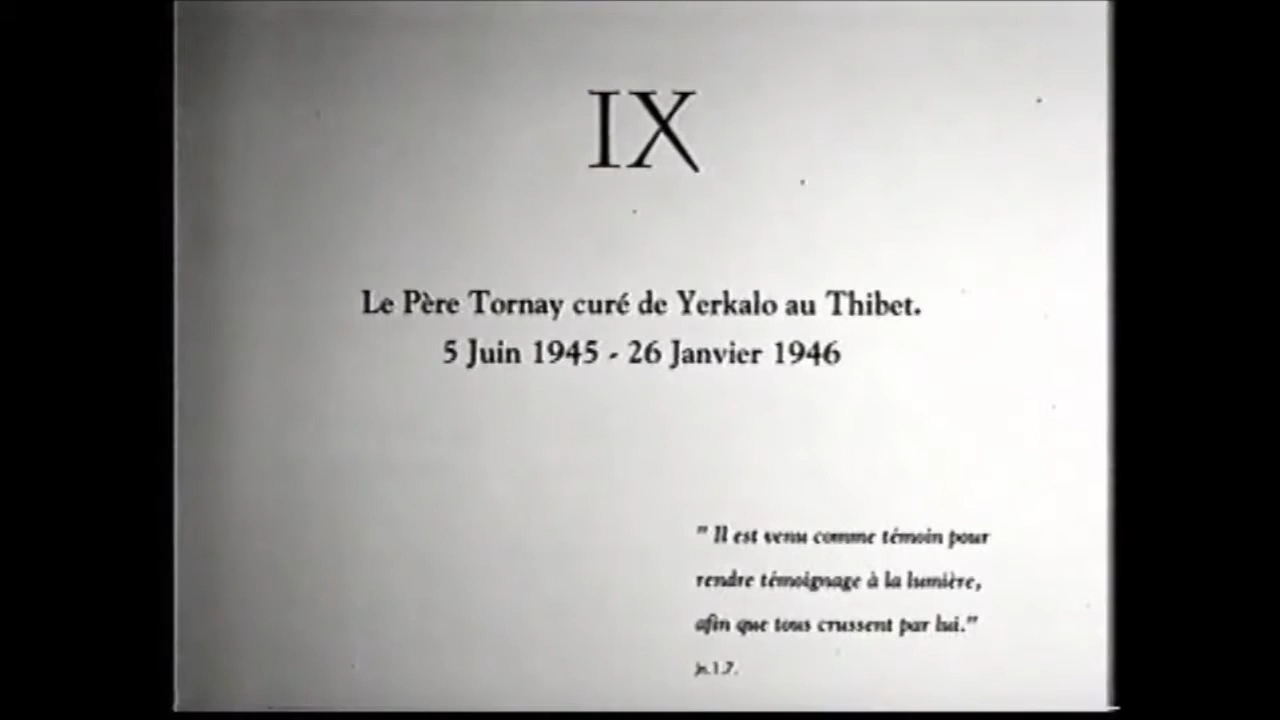 IX
Le Père Tornay curé de Yerkalo au Thibet.
5 Juin 1945 - 26 Janvier 1946
" Il est venu comme témoin pour
rendre témoignage à la lumière,
afin que tous crussent par lui."
Jn.1.7.